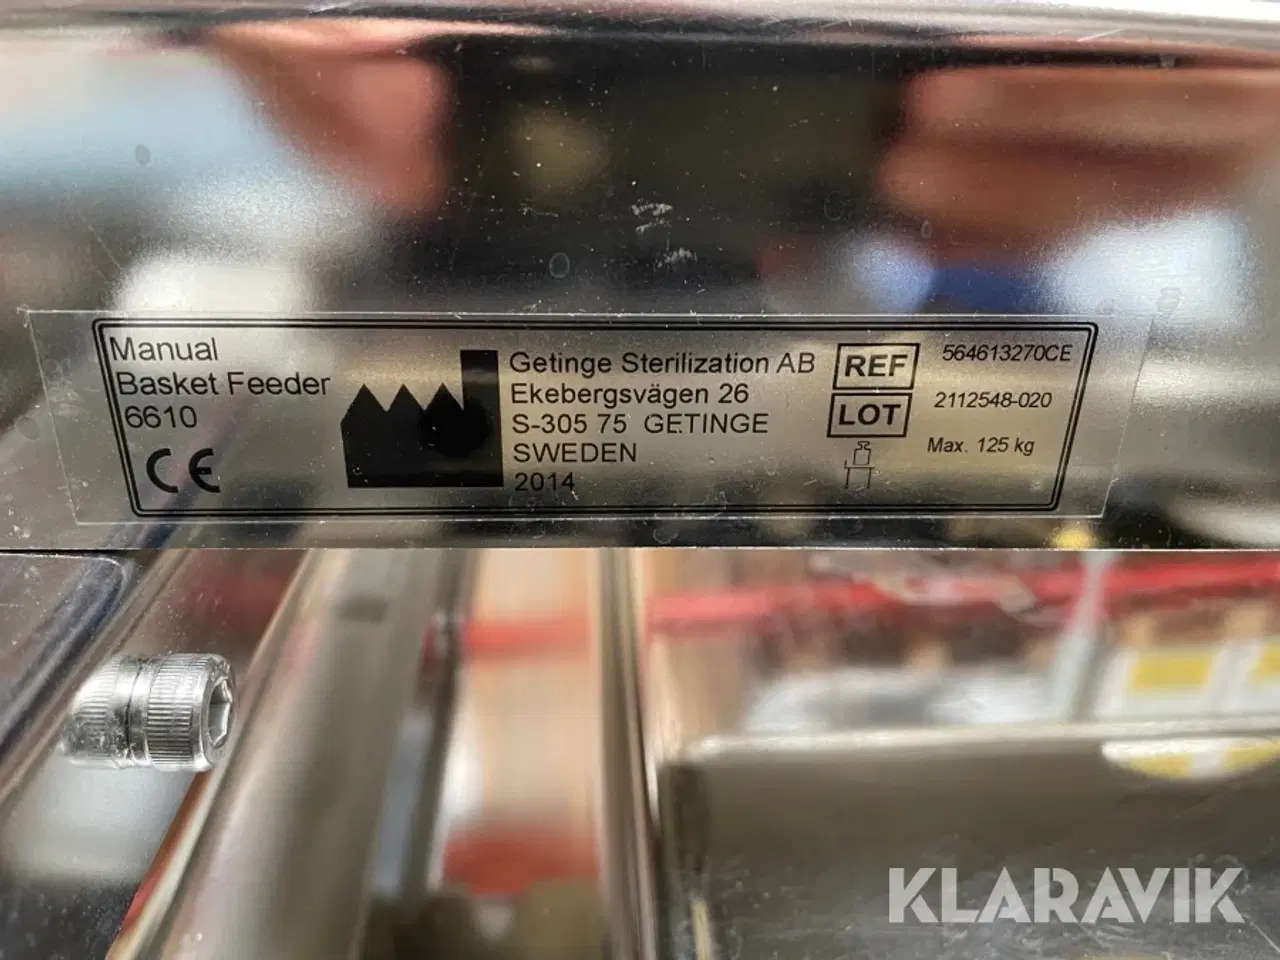 Manual
Basket Feeder
6610
CE
Getinge Sterilization AB
Ekebergsvägen 26
S-305 75 GETINGE
SWEDEN
2014
REF 564613270CE
LOT 2112548-020
Max. 125 kg
KLARAVIK